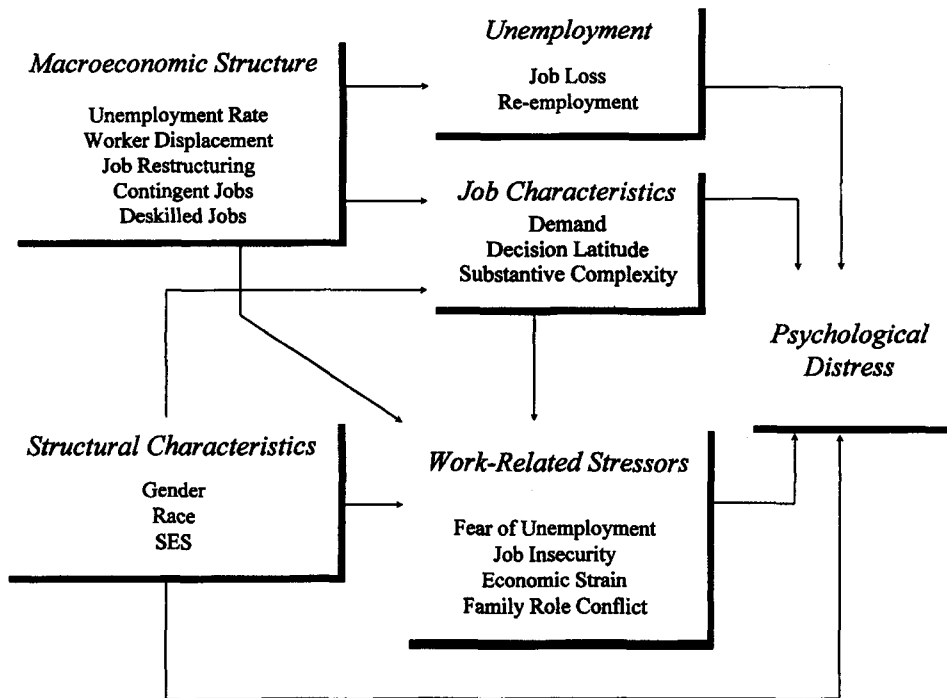 Macroeconomic Structure
Unemployment Rate
Worker Displacement
Job Restructuring
Contingent Jobs
Deskilled Jobs
Unemployment
Job Loss
Re-employment
Job Characteristics
Demand
Decision Latitude
Substantive Complexity
Psychological
Distress
Structural Characteristics
Gender
Race
SES
Work-Related Stressors
Fear of Unemployment
Job Insecurity
Economic Strain
Family Role Conflict